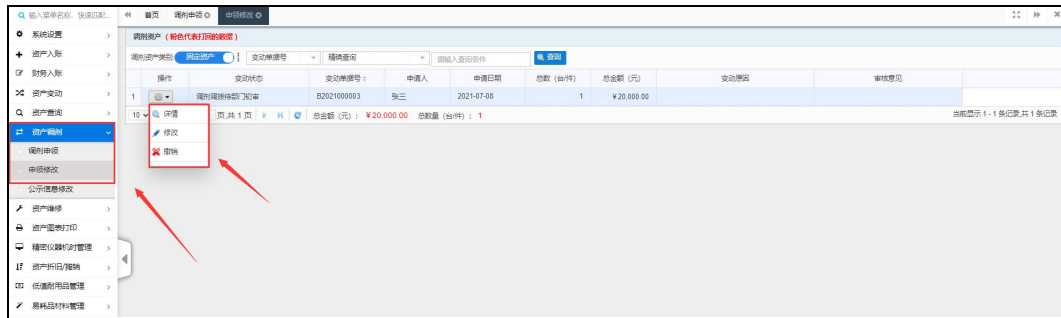 输入菜单名称，快速匹配...
首页 调剂申领 申领修改
系统设置
资产入账
财务入账
资产变动
资产查询
资产调剂
调剂申领
申领修改
公示信息修改
资产维修
资产图表打印
精密仪器机时管理
资产折旧/摊销
低值耐用品管理
易耗品材料管理
调剂资产（粉色代表打回的数据）
调剂资产类别: 固定资产 变动单据号 精确查询 请输入查询条件 查询
操作 变动状态 变动单据号 申请人 申请日期 总数（台/件） 总金额（元） 变动原因 审核意见
1 调剂调拨待部门初审 B2021000003 张三 2021-07-08 1 ￥20,000.00
10 页,共 1 页 总金额（元）: ￥20,000.00 总数量（台/件）: 1 当前显示 1 - 1 条记录,共 1 条记录
详情
修改
撤销